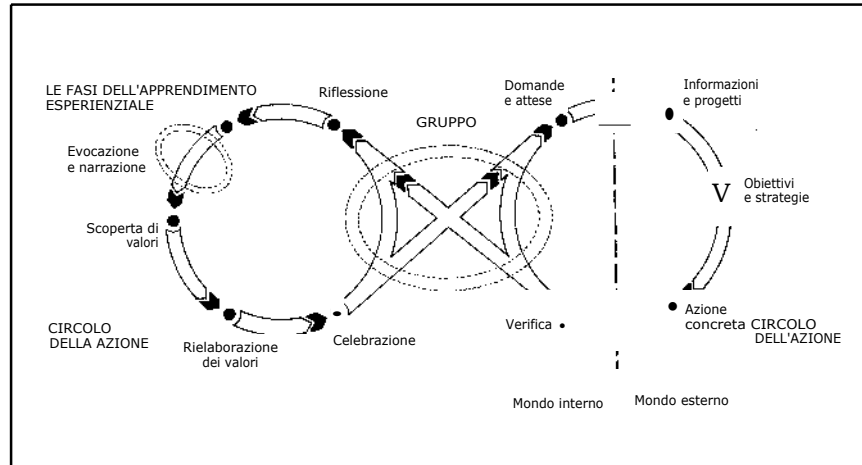 LE FASI DELL'APPRENDIMENTO
ESPERIENZIALE
Riflessione
Evocazione
e narrazione
Scoperta di
valori
CIRCOLO
DELLA AZIONE
Rielaborazione
dei valori
Celebrazione
GRUPPO
Domande
e attese
Informazioni
e progetti
V
Obiettivi
e strategie
Verifica
Azione
concreta CIRCOLO
DELL'AZIONE
Mondo interno
Mondo esterno